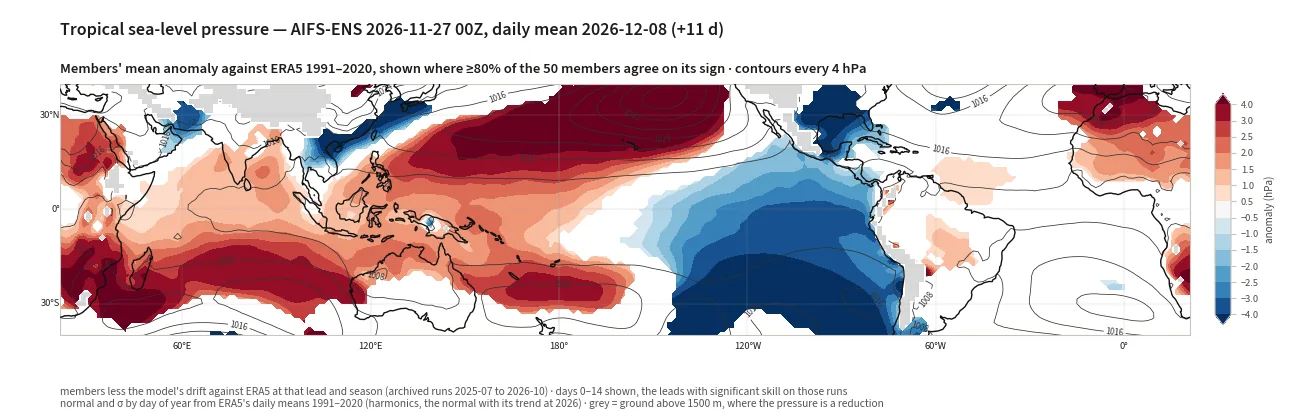 Tropical sea-level pressure — AIFS-ENS 2026-11-27 00Z, daily mean 2026-12-08 (+11 d)
Members' mean anomaly against ERA5 1991–2020, shown where ≥80% of the 50 members agree on its sign · contours every 4 hPa
30°N
0°
30°S
60°E
120°E
180°
120°W
60°W
0°
1016
1016
1016
1016
1008
1008
1016
1016
4.0
3.0
2.5
2.0
1.5
1.0
0.5
−0.5
−1.0
−1.5
−2.0
−2.5
−3.0
−4.0
anomaly (hPa)
members less the model's drift against ERA5 at that lead and season (archived runs 2025-07 to 2026-10) · days 0–14 shown, the leads with significant skill on those runs
normal and σ by day of year from ERA5's daily means 1991–2020 (harmonics, the normal with its trend at 2026) · grey = ground above 1500 m, where the pressure is a reduction